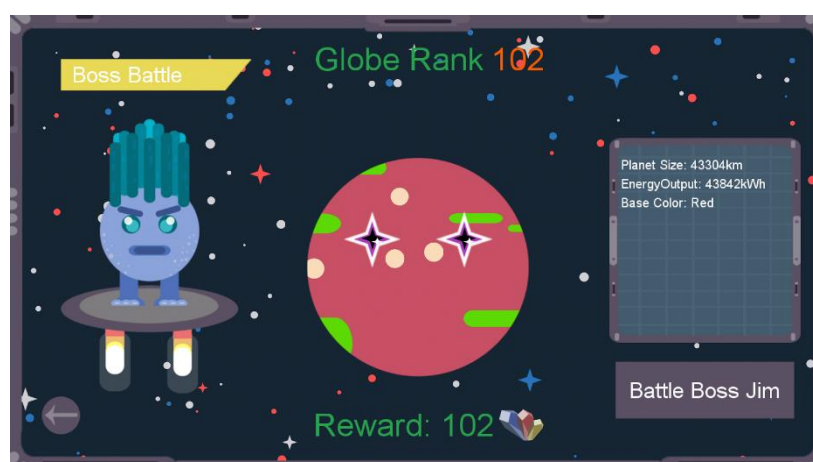 Globe Rank 102
Boss Battle
Planet Size: 43304km
EnergyOutput: 43842kWh
Base Color: Red
Battle Boss Jim
Reward: 102